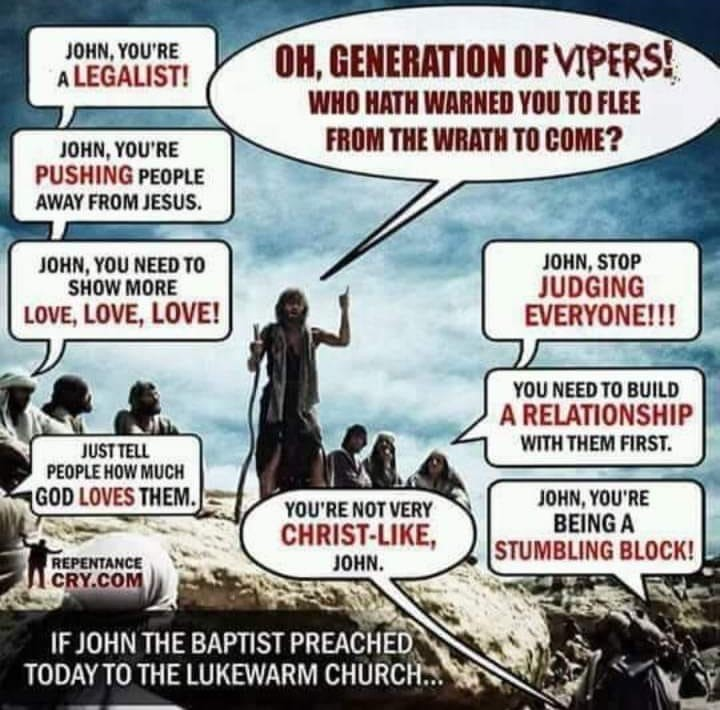 JOHN, YOU'RE
A LEGALIST!
OH, GENERATION OF VIPERS!
WHO HATH WARNED YOU TO FLEE
FROM THE WRATH TO COME?
JOHN, YOU'RE
PUSHING PEOPLE
AWAY FROM JESUS.
JOHN, YOU NEED TO
SHOW MORE
LOVE, LOVE, LOVE!
JOHN, STOP
JUDGING
EVERYONE!!!
YOU NEED TO BUILD
A RELATIONSHIP
WITH THEM FIRST.
JUST TELL
PEOPLE HOW MUCH
GOD LOVES THEM.
YOU'RE NOT VERY
CHRIST-LIKE,
JOHN.
JOHN, YOU'RE
BEING A
STUMBLING BLOCK!
REPENTANCE
CRY.COM
IF JOHN THE BAPTIST PREACHED
TODAY TO THE LUKEWARM CHURCH...